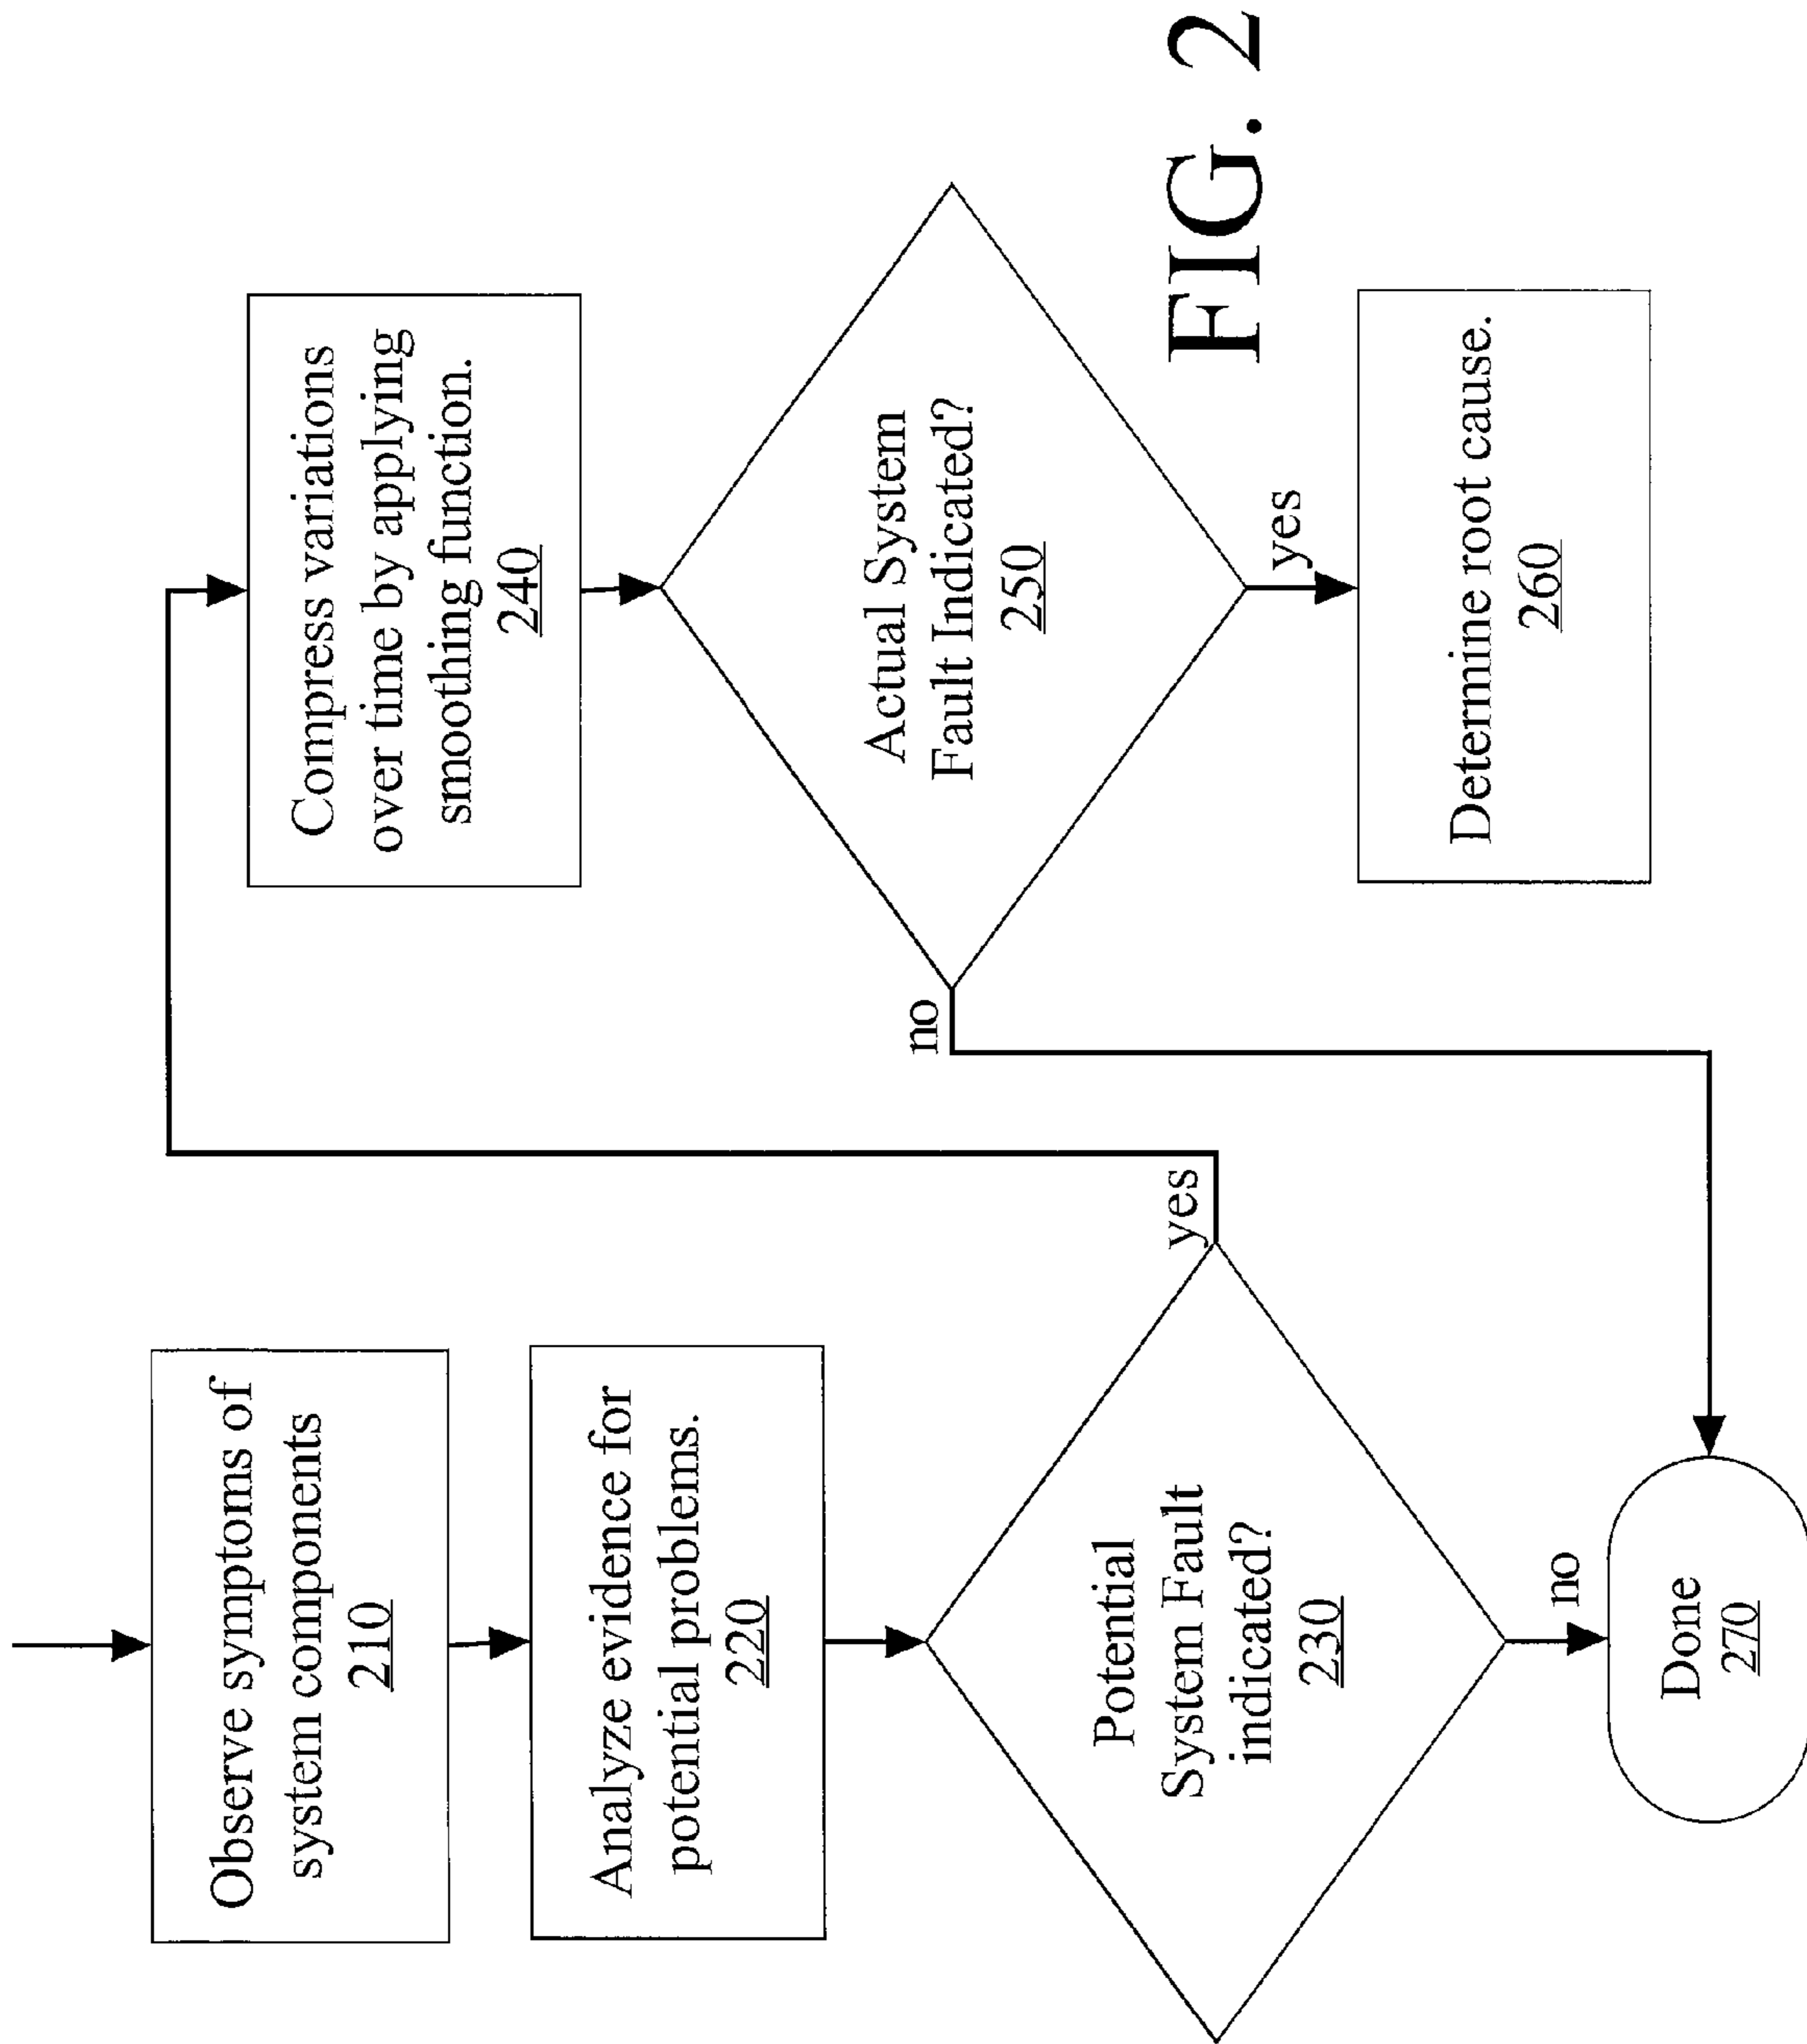 Observe symptoms of
system components
210
Analyze evidence for
potential problems.
220
Potential
System Fault
indicated?
230
yes
no
Done
270
Compress variations
over time by applying
smoothing function.
240
Actual System
Fault Indicated?
250
no
yes
Determine root cause.
260
FIG. 2